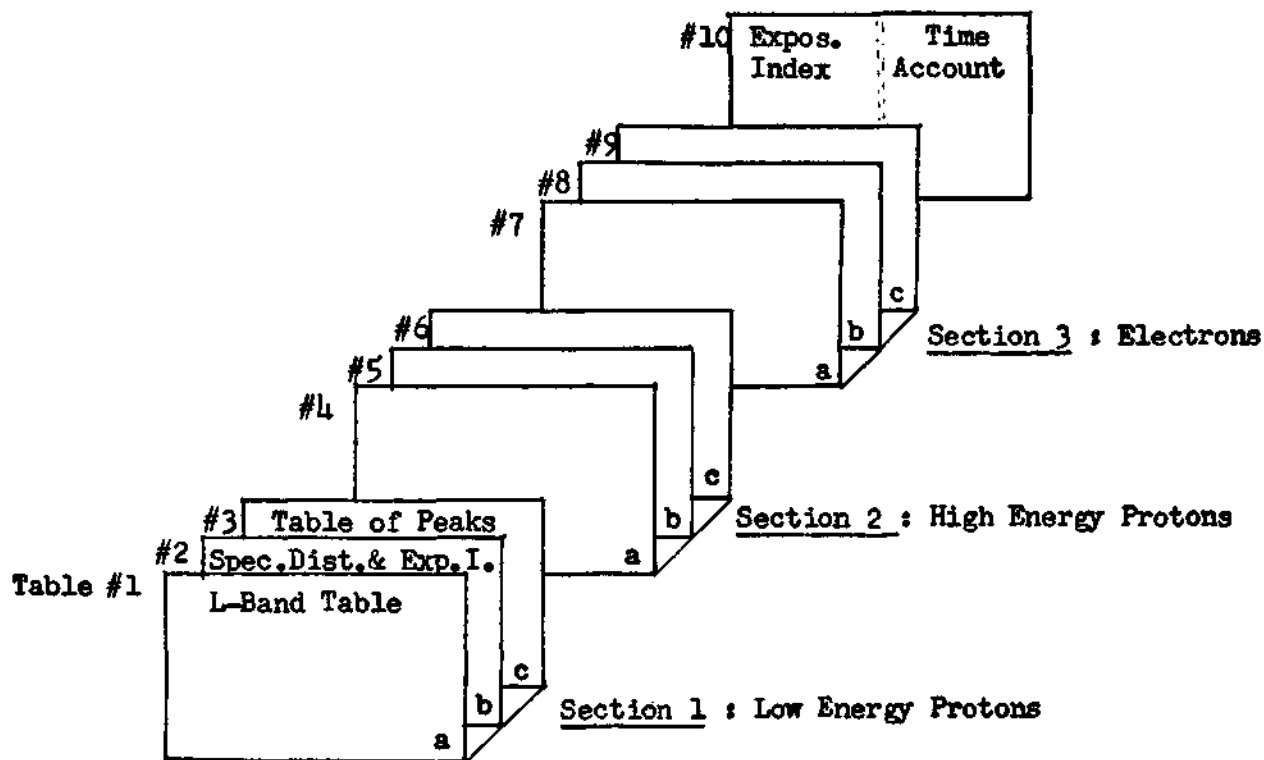 #10 Expos. Index Time Account
#9
#8
#7
c
b
Section 3 : Electrons
a
#6
#5
#4
c
b
Section 2 : High Energy Protons
a
#3 Table of Peaks
#2 Spec.Dist.& Exp.I.
Table #1 L-Band Table
c
b
Section 1 : Low Energy Protons
a